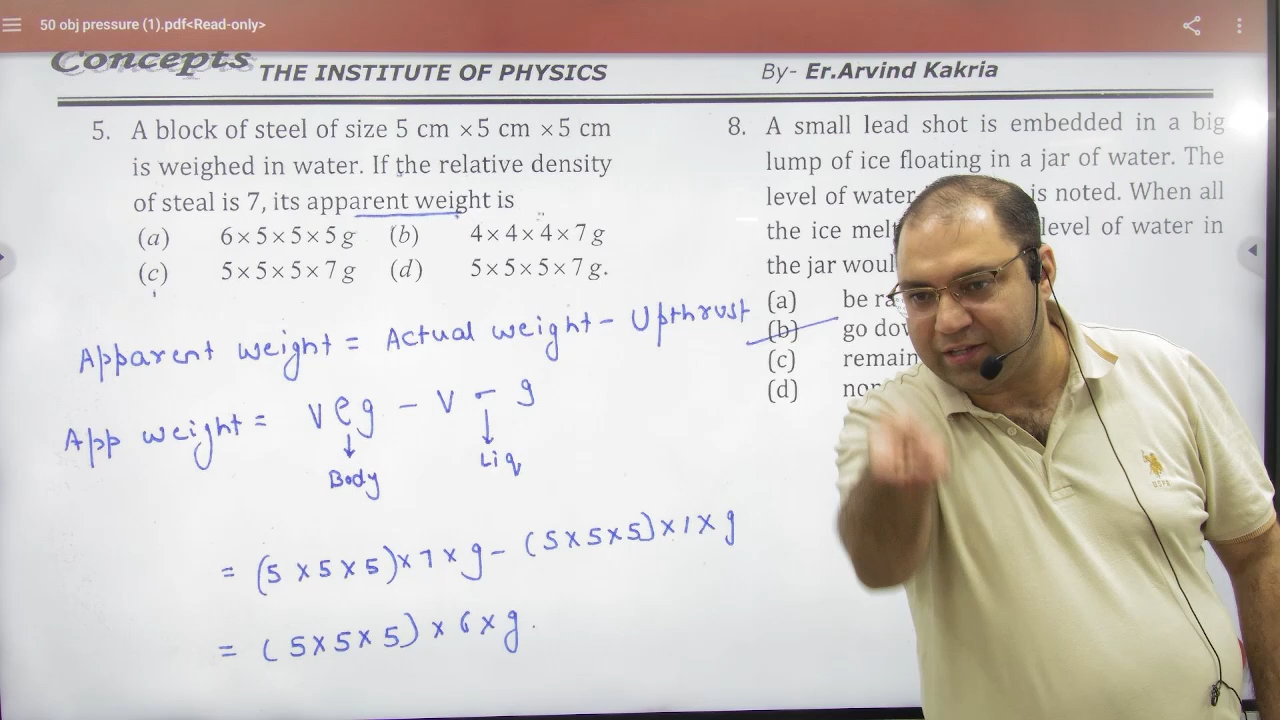 50 obj pressure (1).pdf<Read-only>
Concepts THE INSTITUTE OF PHYSICS By- Er.Arvind Kakria
5. A block of steel of size 5 cm ×5 cm ×5 cm
is weighed in water. If the relative density
of steal is 7, its apparent weight is
(a) 6×5×5×5 g (b) 4×4×4×7 g
(c) 5×5×5×7 g (d) 5×5×5×7 g.
Apparent weight = Actual weight - Upthrust
App weight = Vρg - V σ g
Body Liq
= (5×5×5)×7×g - (5×5×5)×1×g
= (5×5×5)×6×g.
8. A small lead shot is embedded in a big
lump of ice floating in a jar of water. The
level of water is noted. When all
the ice level of water in
the jar
(a) be
(b) go
(c) remain
(d)
USPA